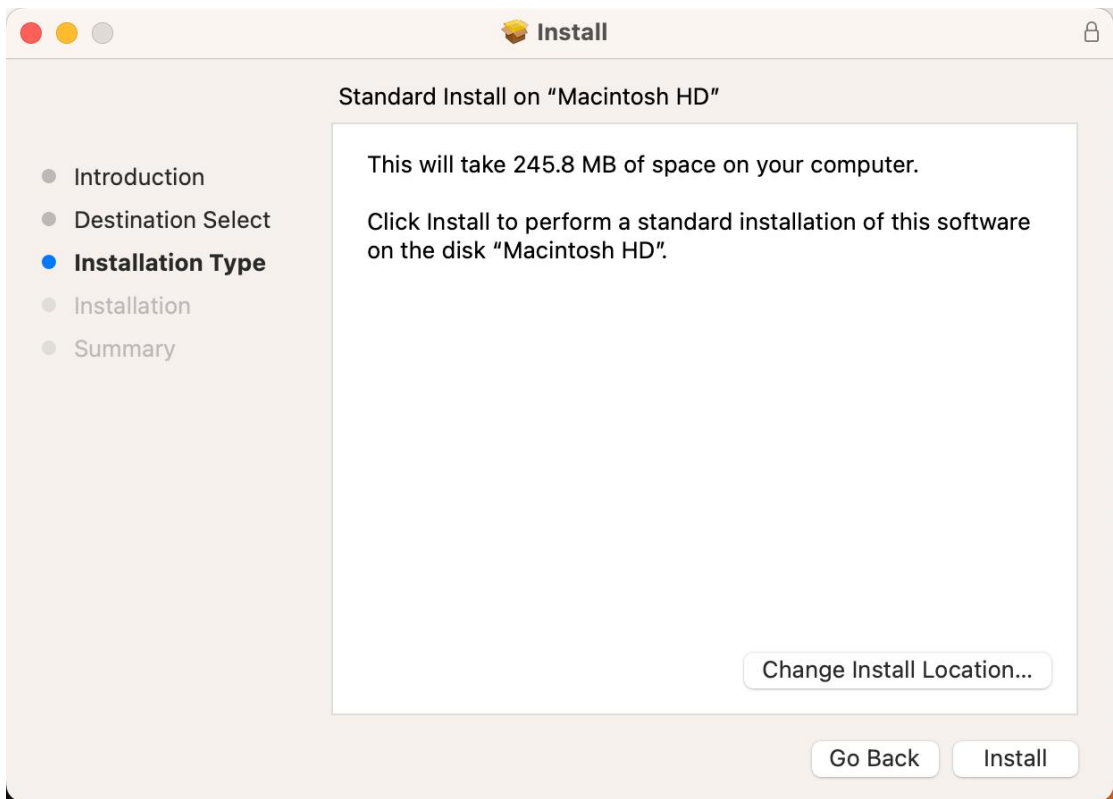 Install
Standard Install on “Macintosh HD”
Introduction
Destination Select
Installation Type
Installation
Summary
This will take 245.8 MB of space on your computer.
Click Install to perform a standard installation of this software
on the disk “Macintosh HD”.
Change Install Location...
Go Back
Install